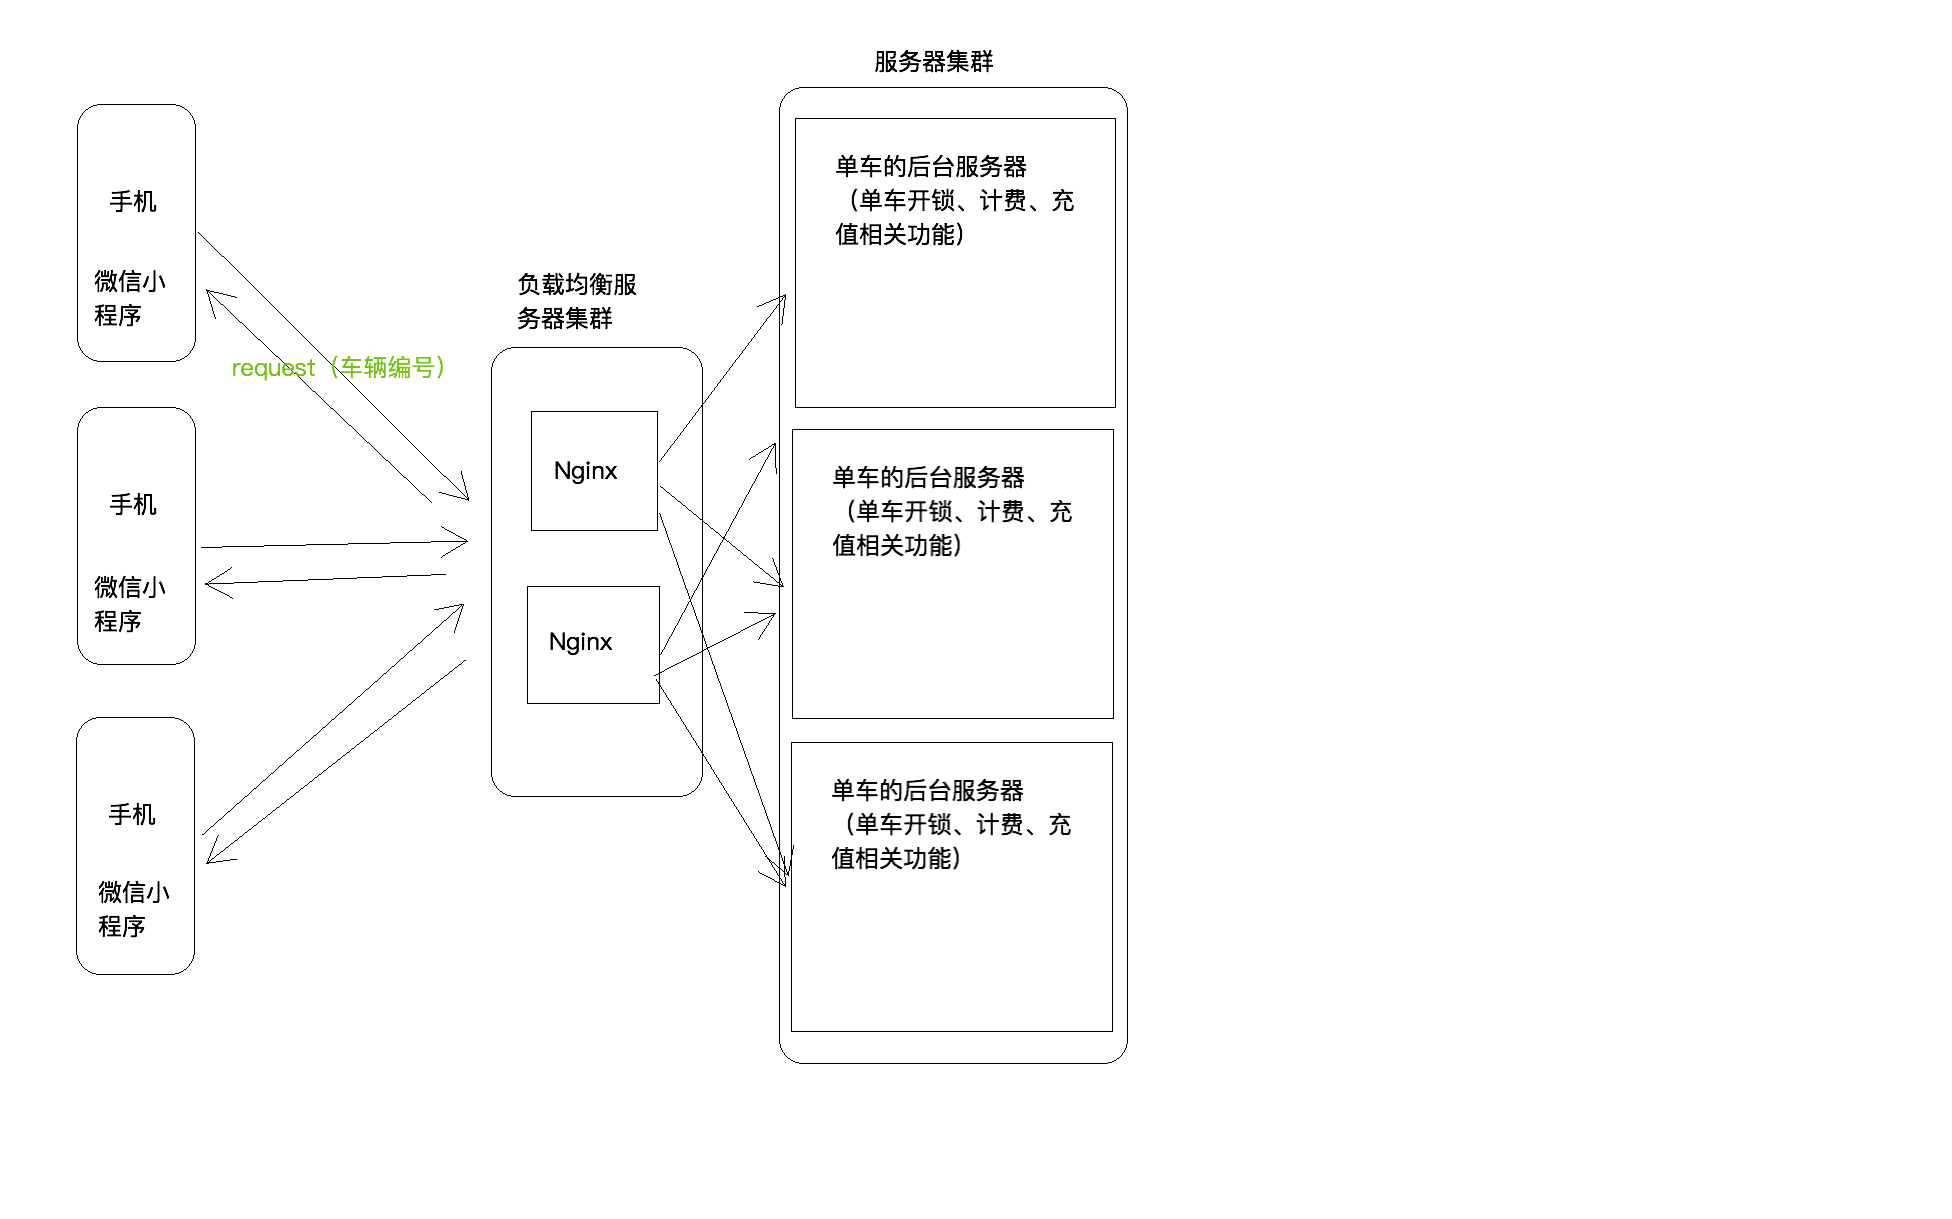 服务器集群
手机
微信小
程序
request（车辆编号）
手机
微信小
程序
手机
微信小
程序
负载均衡服
务器集群
Nginx
Nginx
单车的后台服务器
（单车开锁、计费、充
值相关功能）
单车的后台服务器
（单车开锁、计费、充
值相关功能）
单车的后台服务器
（单车开锁、计费、充
值相关功能）